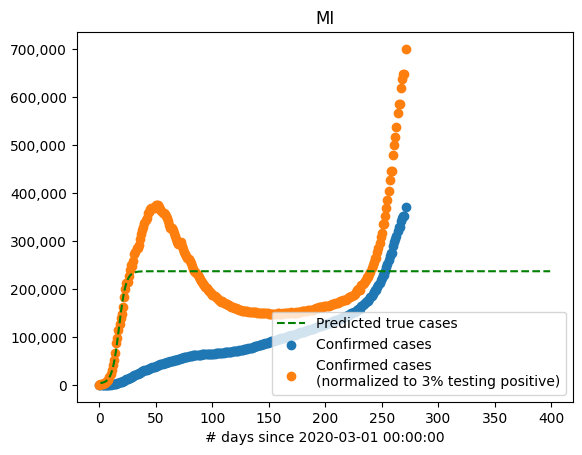 MI
700,000
600,000
500,000
400,000
300,000
200,000
100,000
0
Predicted true cases
Confirmed cases
Confirmed cases
(normalized to 3% testing positive)
0 50 100 150 200 250 300 350 400
# days since 2020-03-01 00:00:00